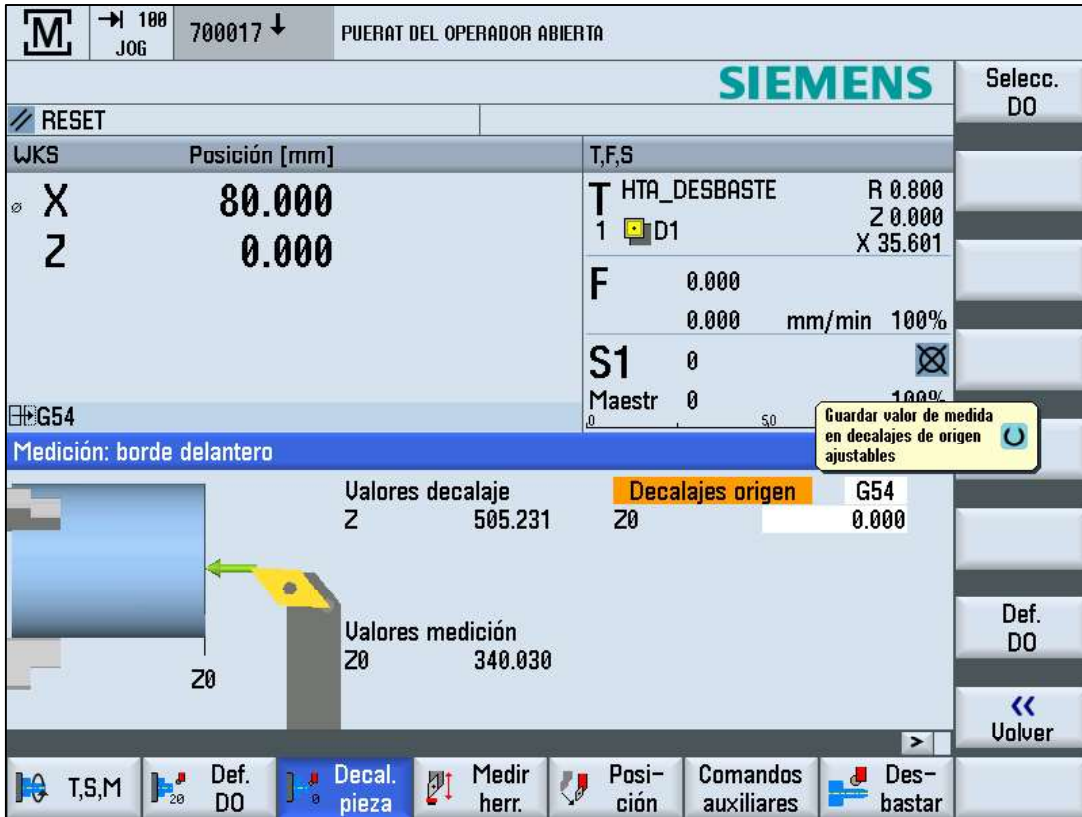 M
100
JOG
700017
PUERAT DEL OPERADOR ABIERTA
SIEMENS
RESET
WKS Posición [mm]
X 80.000
Z 0.000
G54
T,F,S
T HTA_DESBASTE R 0.800
Z 0.000
1 D1
X 35.601
F 0.000
0.000 mm/min 100%
S1 0
Maestr 0 100%
0 50
Guardar valor de medida
en decalajes de origen
ajustables
Medición: borde delantero
Valores decalaje
Z 505.231
Decalajes origen G54
Z0 0.000
Valores medición
Z0 340.030
Z0
Selecc.
DO
Def.
DO
<<
Volver
>
T,S,M
Def.
DO
Decal.
pieza
Medir
herr.
Posi-
ción
Comandos
auxiliares
Des-
bastar